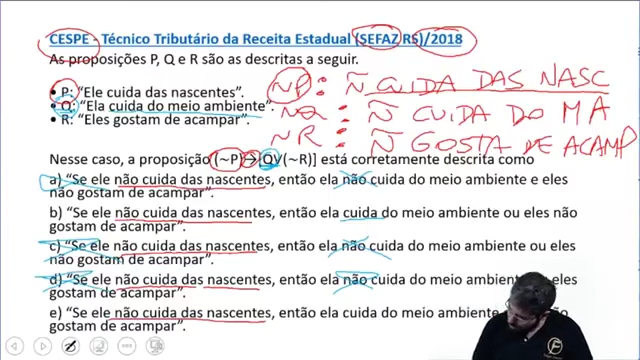 CESPE - Técnico Tributário da Receita Estadual (SEFAZ RS)/2018
As proposições P, Q e R são as descritas a seguir.
• P: “Ele cuida das nascentes”.
• Q: “Ela cuida do meio ambiente”.
• R: “Eles gostam de acampar”.
~P : Ñ CUIDA DAS NASC
~Q : Ñ CUIDA DO MA
~R : Ñ GOSTA DE ACAMP
Nesse caso, a proposição (~P)→[QV(~R)] está corretamente descrita como
a) “Se ele não cuida das nascentes, então ela não cuida do meio ambiente e eles
não gostam de acampar”.
b) “Se ele não cuida das nascentes, então ela cuida do meio ambiente ou eles não
gostam de acampar”.
c) “Se ele não cuida das nascentes, então ela não cuida do meio ambiente ou eles
não gostam de acampar”.
d) “Se ele não cuida das nascentes, então ela não cuida do meio ambiente eles
gostam de acampar”.
e) “Se ele não cuida das nascentes, então ela cuida do meio ambiente
gostam de acampar”.